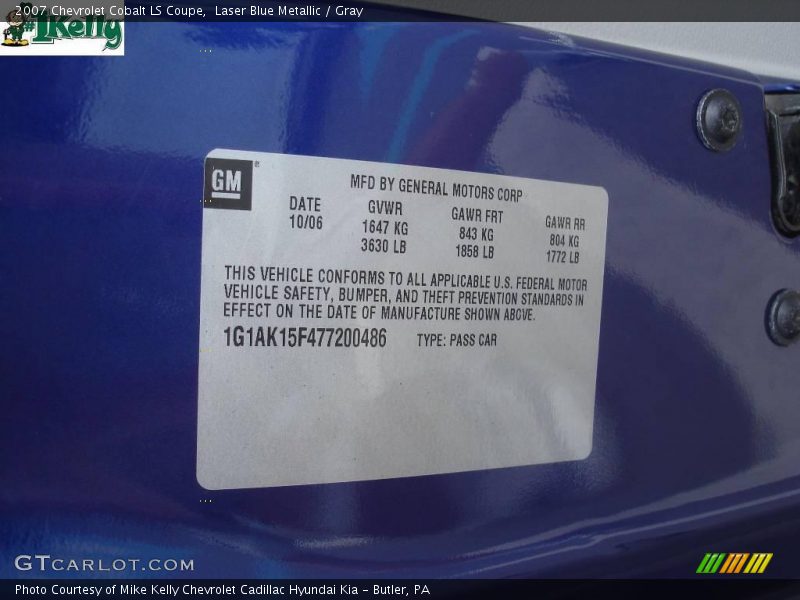 2007 Chevrolet Cobalt LS Coupe,  Laser Blue Metallic / Gray
#1Kelly
GM
MFD BY GENERAL MOTORS CORP
DATE GVWR GAWR FRT GAWR RR
10/06 1647 KG 843 KG 804 KG
3630 LB 1858 LB 1772 LB
THIS VEHICLE CONFORMS TO ALL APPLICABLE U.S. FEDERAL MOTOR
VEHICLE SAFETY, BUMPER, AND THEFT PREVENTION STANDARDS IN
EFFECT ON THE DATE OF MANUFACTURE SHOWN ABOVE.
1G1AK15F477200486 TYPE: PASS CAR
GTCARLOT.COM
Photo Courtesy of Mike Kelly Chevrolet Cadillac Hyundai Kia – Butler, PA